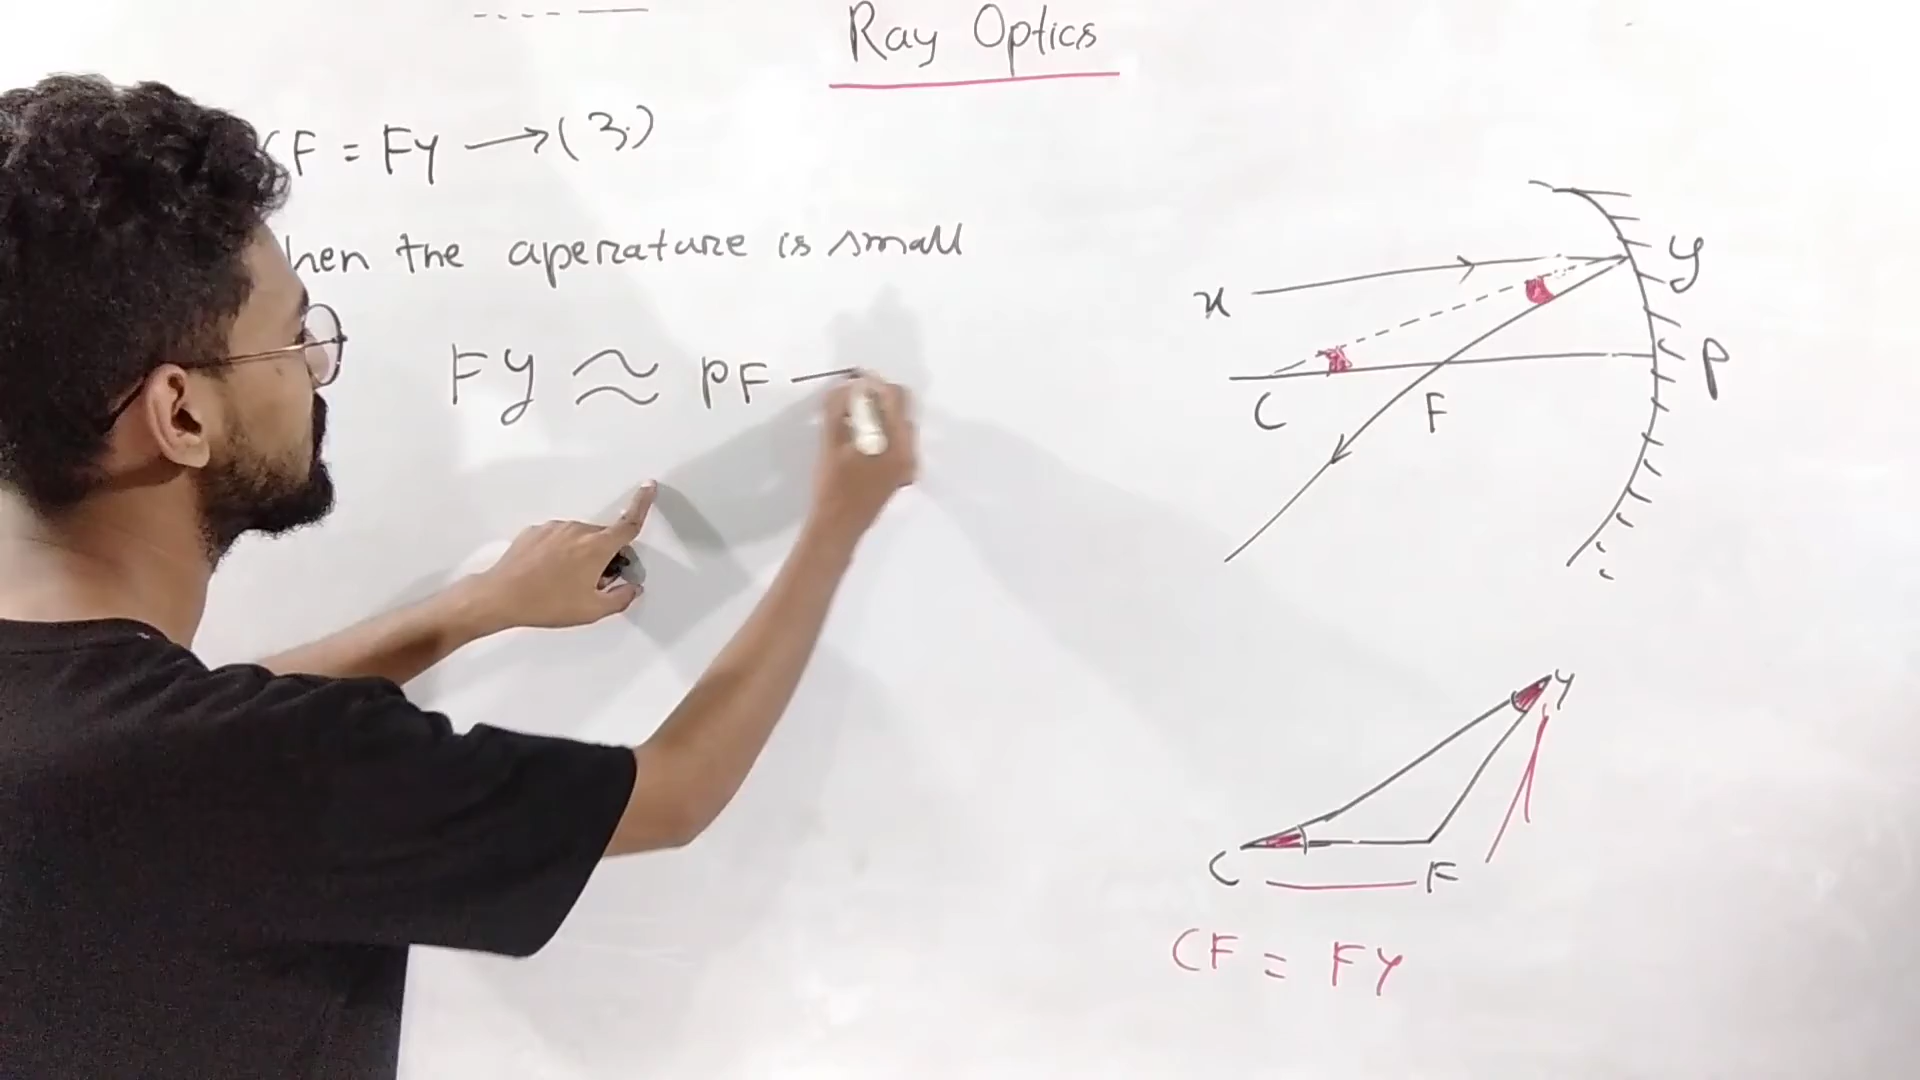 Ray Optics
CF = FY → (3.)
hen the aperature is small
FY ≈ PF —
x
y
P
C
F
Y
C
F
CF = FY